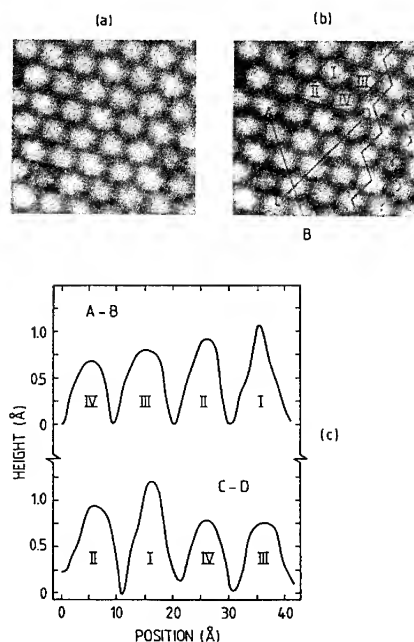 (a)
(b)
I
II
III
IV
A
D
C
B
1.0
0.5
0
A - B
IV
III
II
I
(c)
HEIGHT (Å)
1.0
0.5
0
C - D
II
I
IV
III
0
10
20
30
40
POSITION (Å)